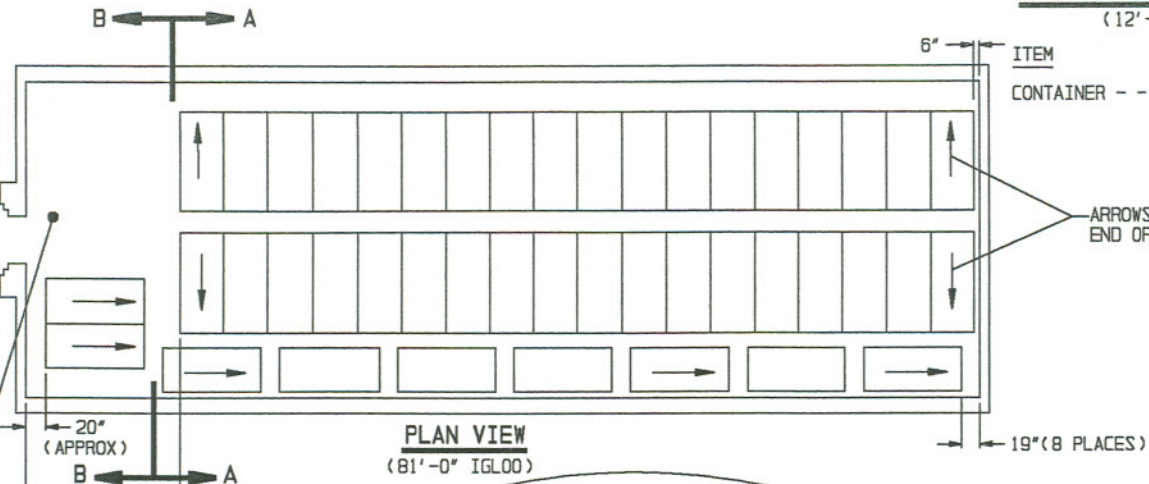 B A
(12'-
6"
ITEM
CONTAINER - -
ARROWS
END OF
20"
(APPROX)
PLAN VIEW
(81'-0" IGLOO)
19"(8 PLACES)
B A